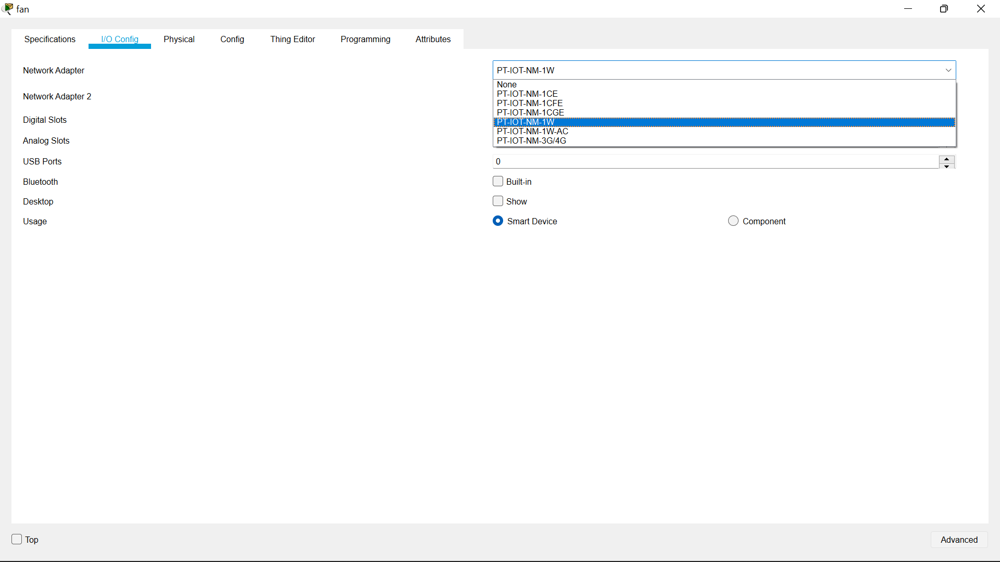 fan
Specifications I/O Config Physical Config Thing Editor Programming Attributes
Network Adapter PT-IOT-NM-1W
None
PT-IOT-NM-1CE
Network Adapter 2
PT-IOT-NM-1CFE
PT-IOT-NM-1CGE
Digital Slots PT-IOT-NM-1W
PT-IOT-NM-1W-AC
Analog Slots PT-IOT-NM-3G/4G
USB Ports 0
Bluetooth Built-in
Desktop Show
Usage Smart Device Component
Top Advanced